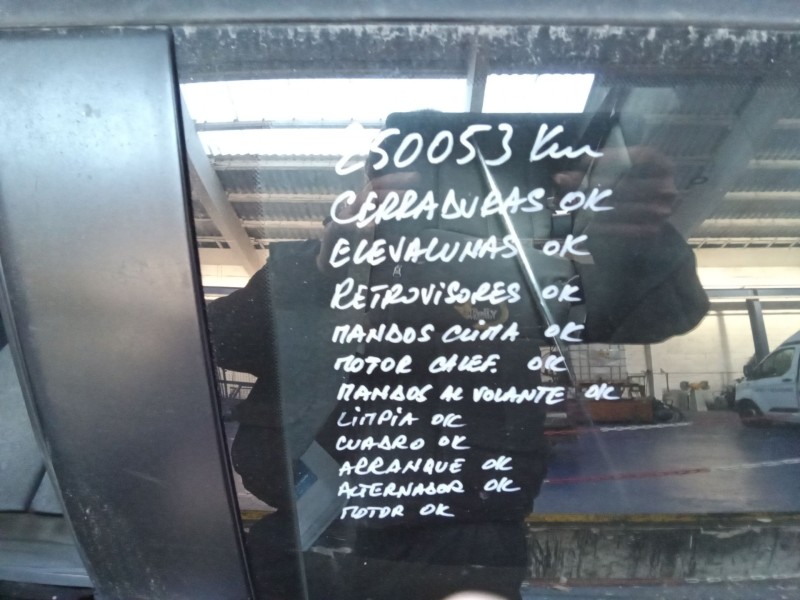 250053 Km
CERRADURAS OK
ELEVALUNAS OK
RETROVISORES OK
MANDOS CLIMA OK
MOTOR CALEF. OK
MANDOS AL VOLANTE OK
LIMPIA OK
CUADRO OK
ARRANQUE OK
ALTERNADOR OK
MOTOR OK